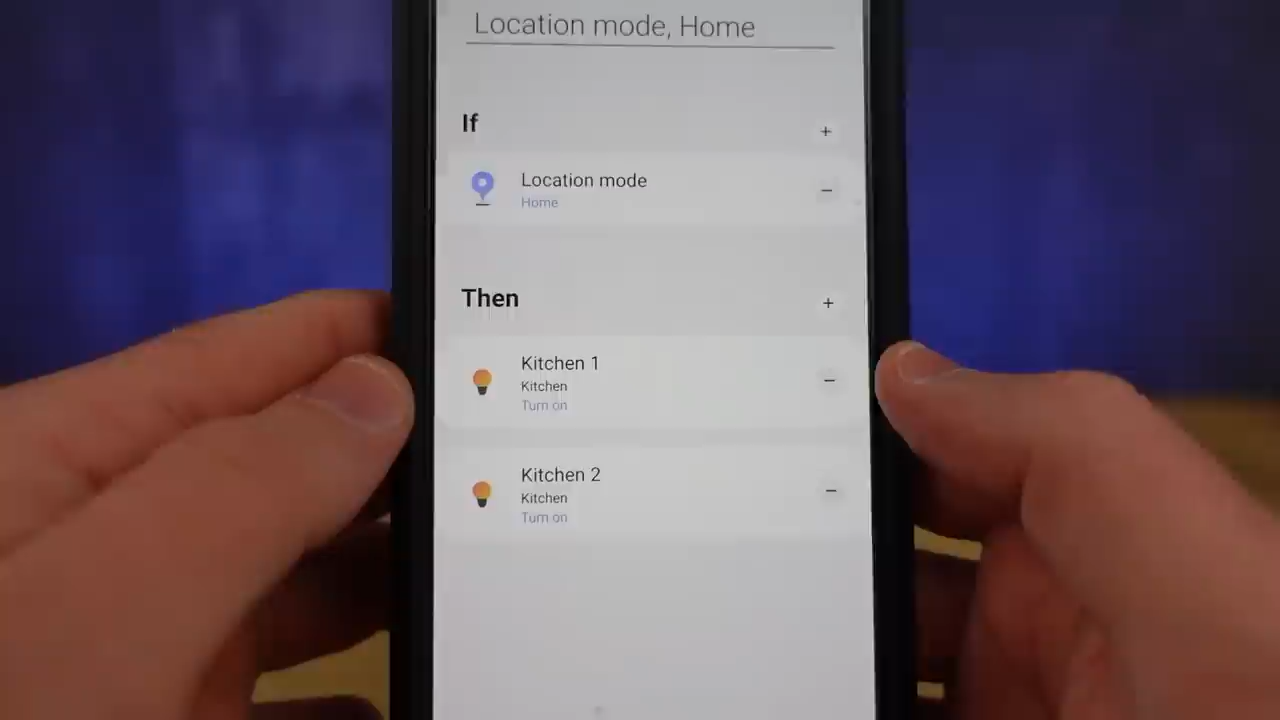 Location mode, Home
If
+
Location mode
−
Home
Then
+
Kitchen 1
Kitchen
−
Turn on
Kitchen 2
Kitchen
−
Turn on